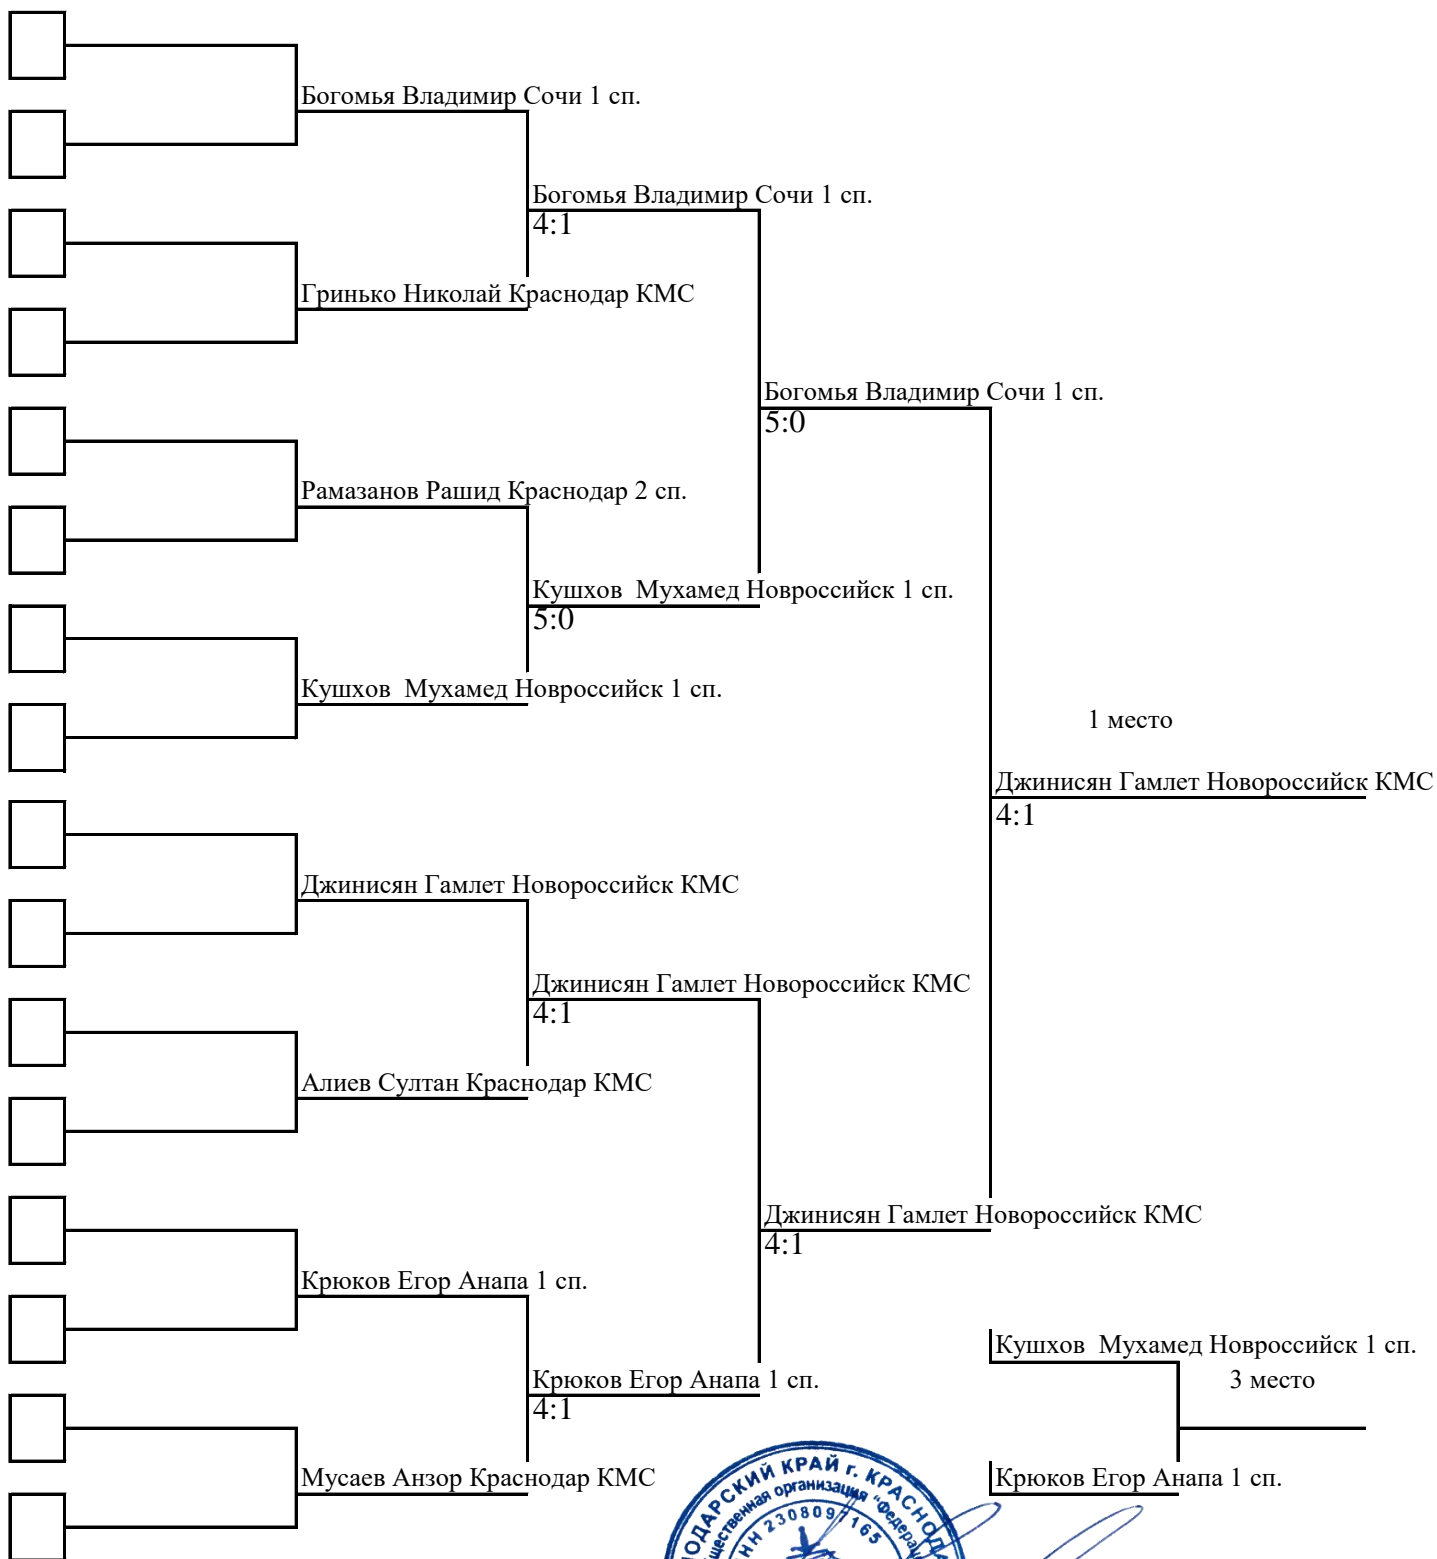 Богомья Владимир Сочи 1 сп.
Богомья Владимир Сочи 1 сп.
4:1
Гринько Николай Краснодар КМС
Богомья Владимир Сочи 1 сп.
5:0
Рамазанов Рашид Краснодар 2 сп.
Кушхов  Мухамед Новроссийск 1 сп.
5:0
Кушхов  Мухамед Новроссийск 1 сп.
1 место
Джинисян Гамлет Новороссийск КМС
4:1
Джинисян Гамлет Новороссийск КМС
Джинисян Гамлет Новороссийск КМС
4:1
Алиев Султан Краснодар КМС
Джинисян Гамлет Новороссийск КМС
4:1
Крюков Егор Анапа 1 сп.
Кушхов  Мухамед Новроссийск 1 сп.
3 место
Крюков Егор Анапа 1 сп.
4:1
Мусаев Анзор Краснодар КМС
Крюков Егор Анапа 1 сп.
КРАЙ г.
организация
2308097165